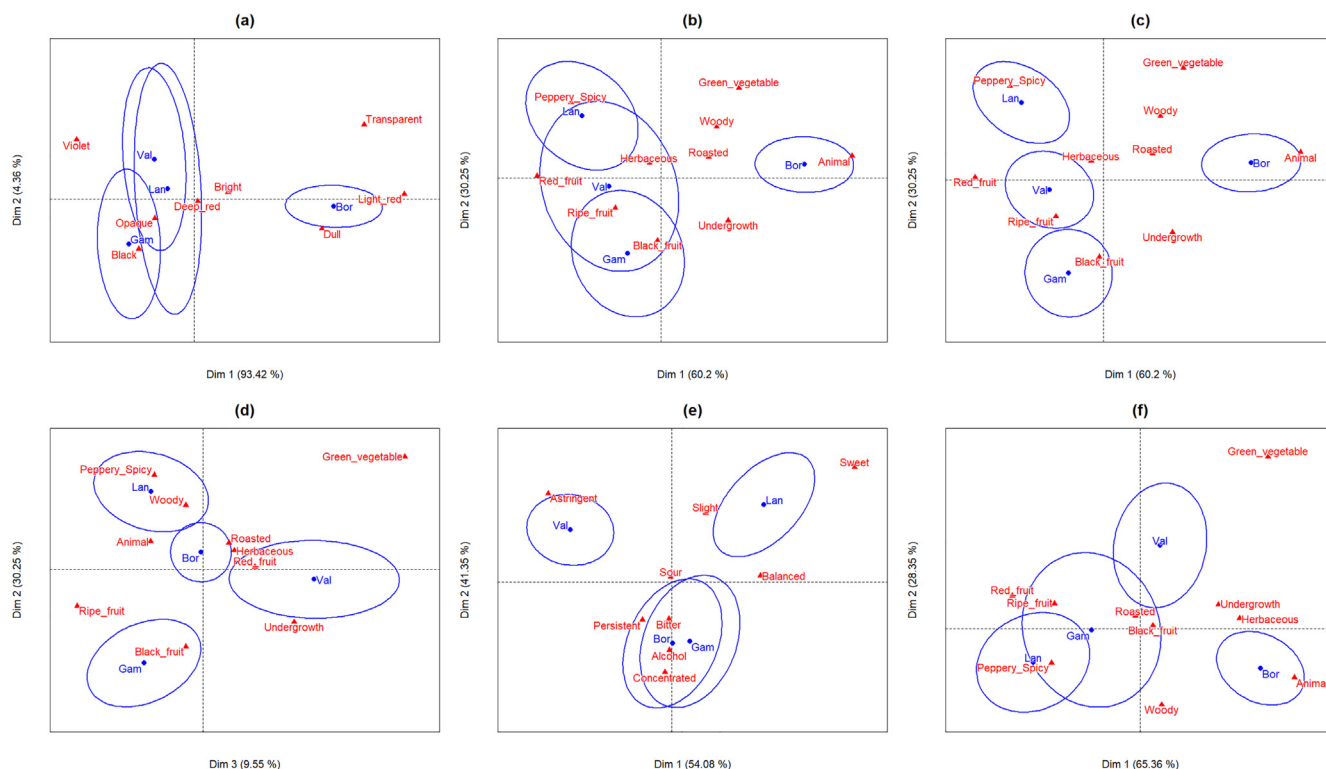 (a)
Dim 2 (4.36 %)
Transparent
Violet
Val
Lan
Bright
Deep_red
Light_red
Bor
Opaque
Dull
Gam
Black
Dim 1 (93.42 %)
(b)
Dim 2 (30.25 %)
Green_vegetable
Peppery_Spicy
Lan
Woody
Roasted
Herbaceous
Bor
Animal
Red_fruit
Val
Ripe_fruit
Undergrowth
Black_fruit
Gam
Dim 1 (60.2 %)
(c)
Dim 2 (30.25 %)
Green_vegetable
Peppery_Spicy
Lan
Woody
Roasted
Herbaceous
Bor
Animal
Red_fruit
Val
Ripe_fruit
Undergrowth
Black_fruit
Gam
Dim 1 (60.2 %)
(d)
Dim 2 (30.25 %)
Green_vegetable
Peppery_Spicy
Lan
Woody
Animal
Roasted
Bor
Herbaceous
Red_fruit
Val
Ripe_fruit
Undergrowth
Black_fruit
Gam
Dim 3 (9.55 %)
(e)
Dim 2 (41.35 %)
Sweet
Astringent
Slight
Lan
Val
Sour
Balanced
Persistent
Bitter
Bor
Gam
Alcohol
Concentrated
Dim 1 (54.08 %)
(f)
Dim 2 (28.35 %)
Green_vegetable
Val
Red_fruit
Ripe_fruit
Undergrowth
Roasted
Herbaceous
Black_fruit
Gam
Lan
Peppery_Spicy
Bor
Animal
Woody
Dim 1 (65.36 %)